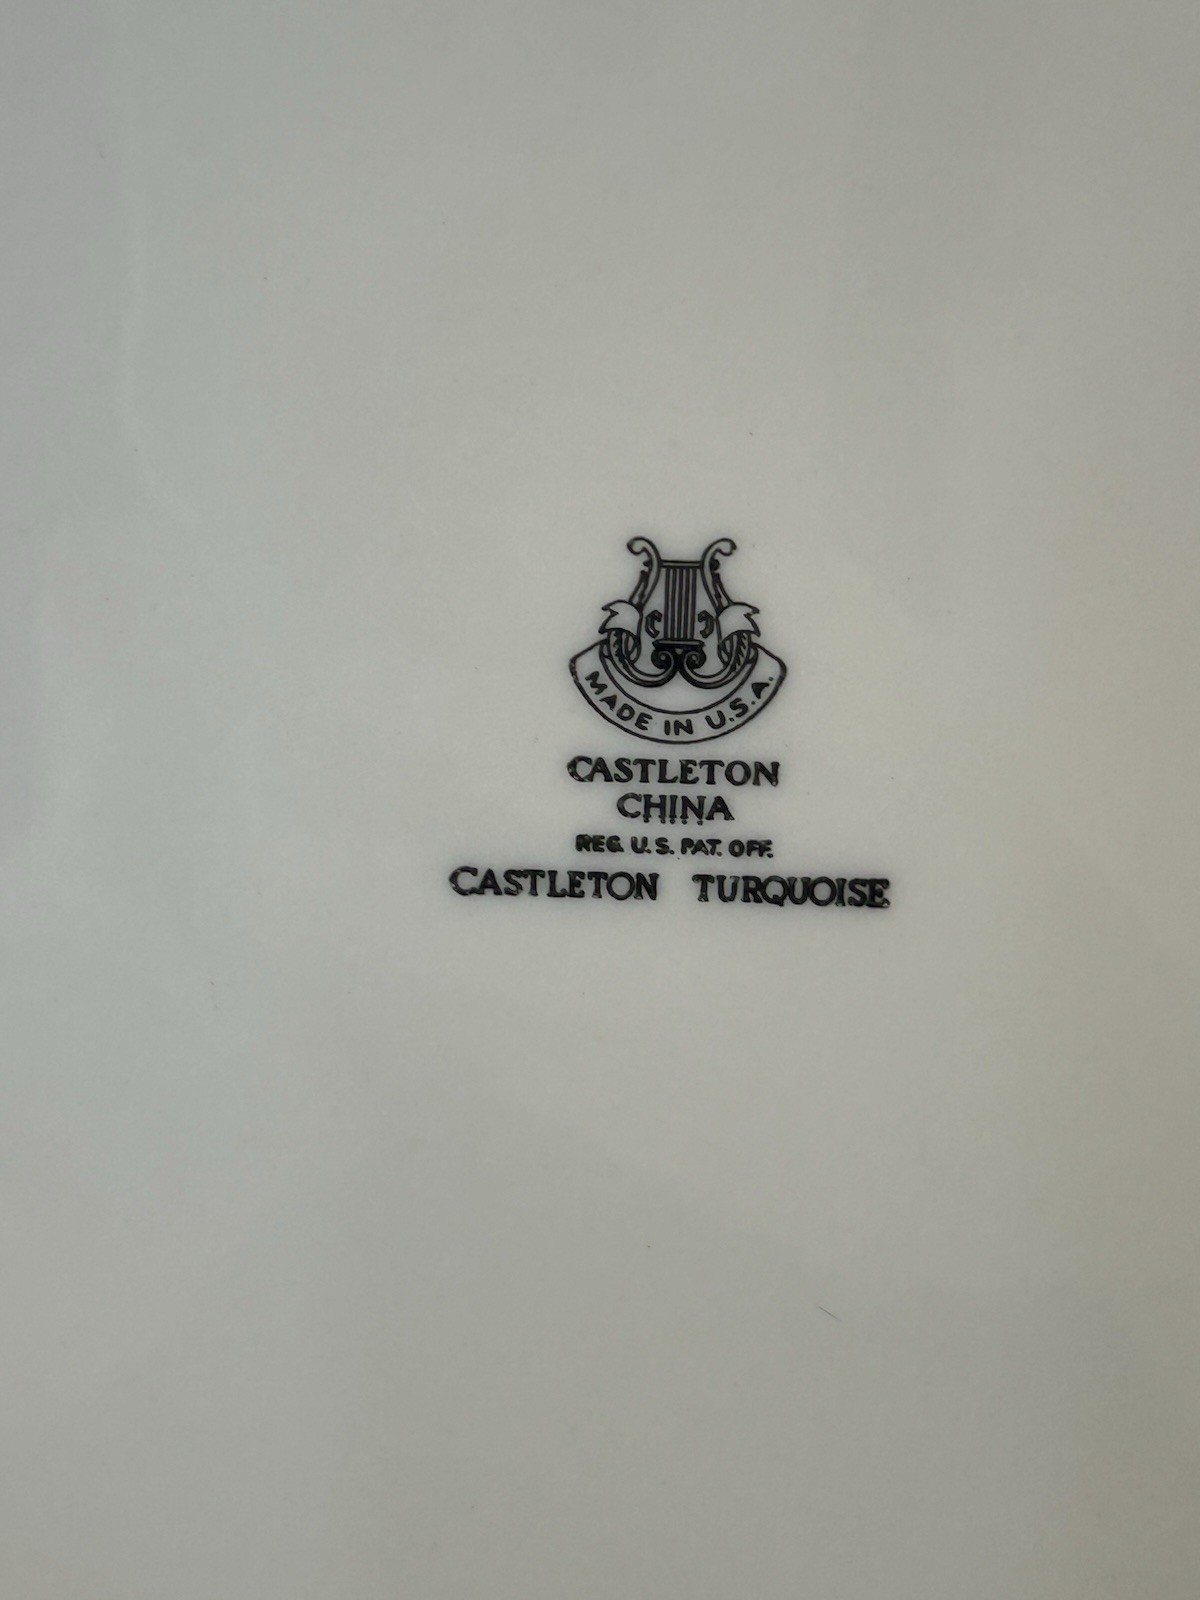 MADE IN U.S.A.
CASTLETON
CHINA
REG. U.S. PAT. OFF.
CASTLETON TURQUOISE